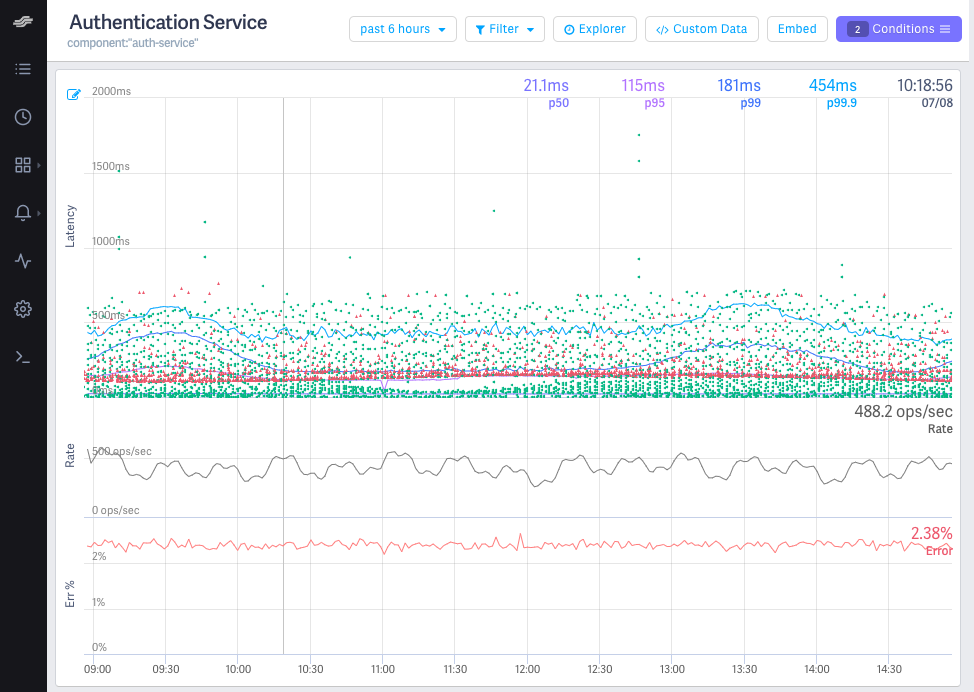 Authentication Service
component:"auth-service"
past 6 hours
Filter
Explorer
</> Custom Data
Embed
2 Conditions
21.1ms
p50
115ms
p95
181ms
p99
454ms
p99.9
10:18:56
07/08
2000ms
1500ms
1000ms
500ms
Latency
488.2 ops/sec
Rate
500 ops/sec
Rate
0 ops/sec
2.38%
Error
2%
1%
Err %
0%
09:00 09:30 10:00 10:30 11:00 11:30 12:00 12:30 13:00 13:30 14:00 14:30